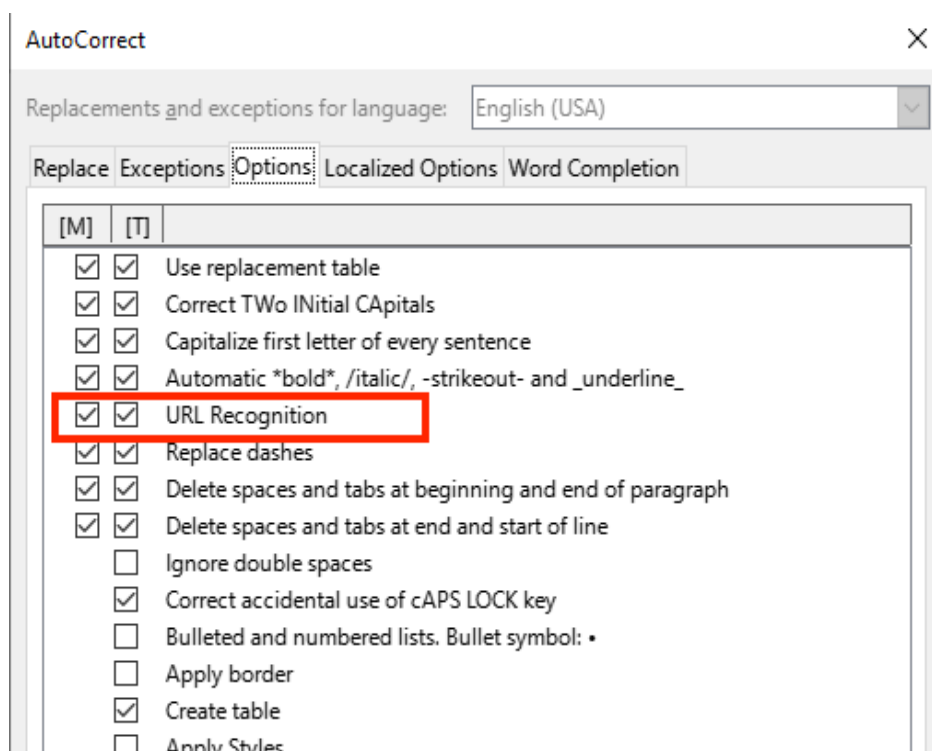 AutoCorrect
Replacements and exceptions for language: English (USA)
Replace Exceptions Options Localized Options Word Completion
[M] [T]
Use replacement table
Correct TWo INitial CApitals
Capitalize first letter of every sentence
Automatic *bold*, /italic/, -strikeout- and _underline_
URL Recognition
Replace dashes
Delete spaces and tabs at beginning and end of paragraph
Delete spaces and tabs at end and start of line
Ignore double spaces
Correct accidental use of cAPS LOCK key
Bulleted and numbered lists. Bullet symbol: •
Apply border
Create table
Apply Styles